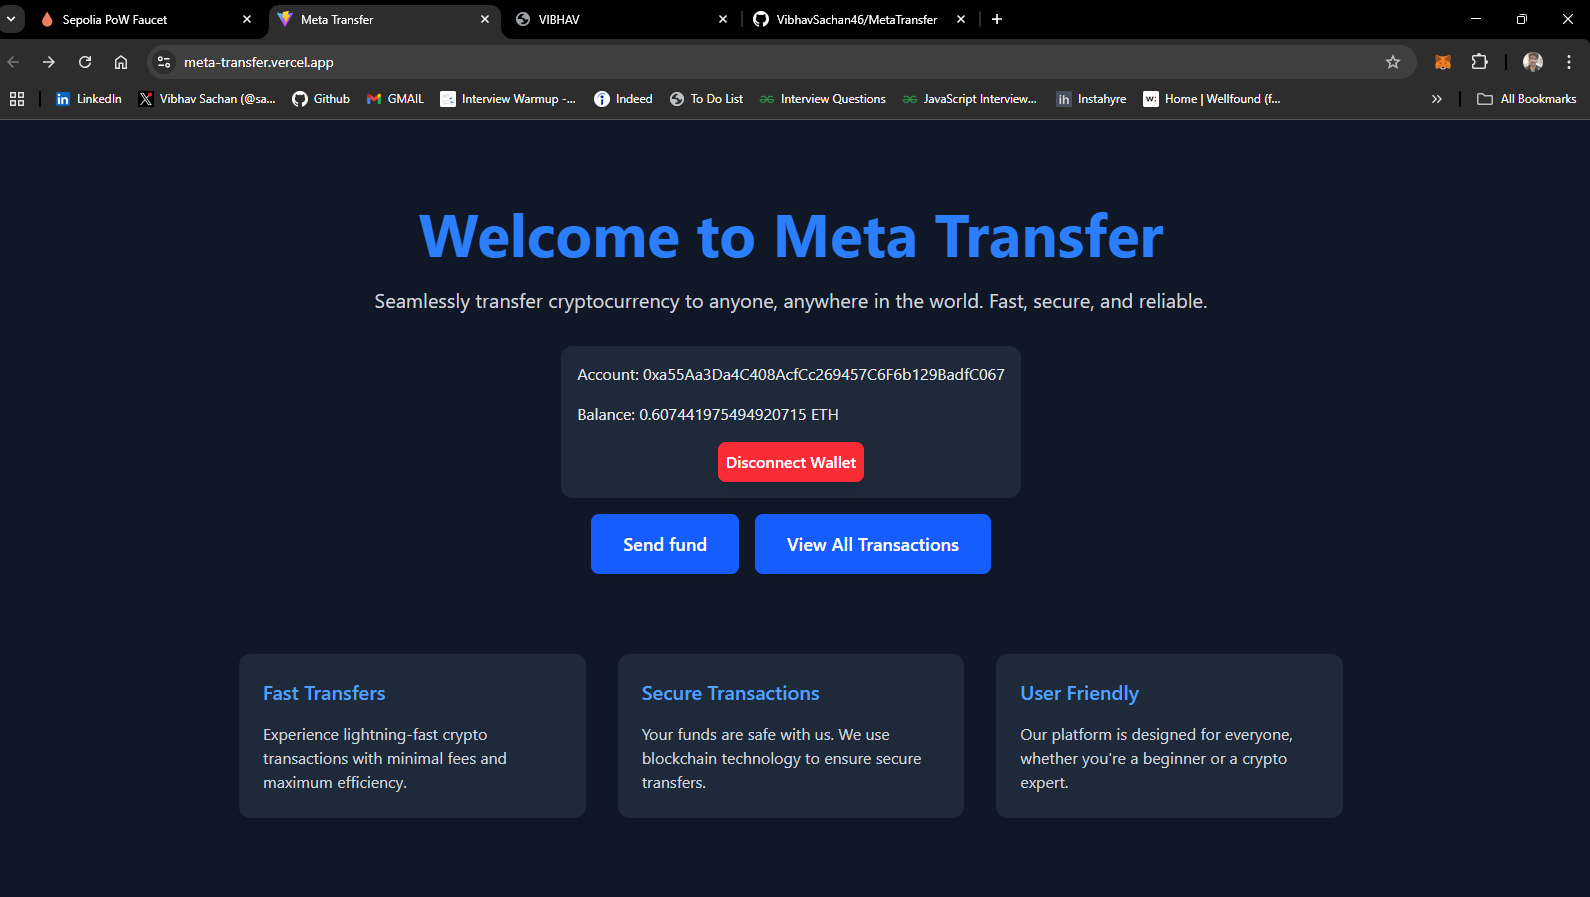 Sepolia PoW Faucet
Meta Transfer
VIBHAV
VibhavSachan46/MetaTransfer
meta-transfer.vercel.app
LinkedIn
Vibhav Sachan (@sa...
Github
GMAIL
Interview Warmup -...
Indeed
To Do List
Interview Questions
JavaScript Interview...
ih
Instahyre
w:
Home | Wellfound (f...
All Bookmarks
Welcome to Meta Transfer
Seamlessly transfer cryptocurrency to anyone, anywhere in the world. Fast, secure, and reliable.
Account: 0xa55Aa3Da4C408AcfCc269457C6F6b129BadfC067
Balance: 0.607441975494920715 ETH
Disconnect Wallet
Send fund
View All Transactions
Fast Transfers
Experience lightning-fast crypto
transactions with minimal fees and
maximum efficiency.
Secure Transactions
Your funds are safe with us. We use
blockchain technology to ensure secure
transfers.
User Friendly
Our platform is designed for everyone,
whether you're a beginner or a crypto
expert.